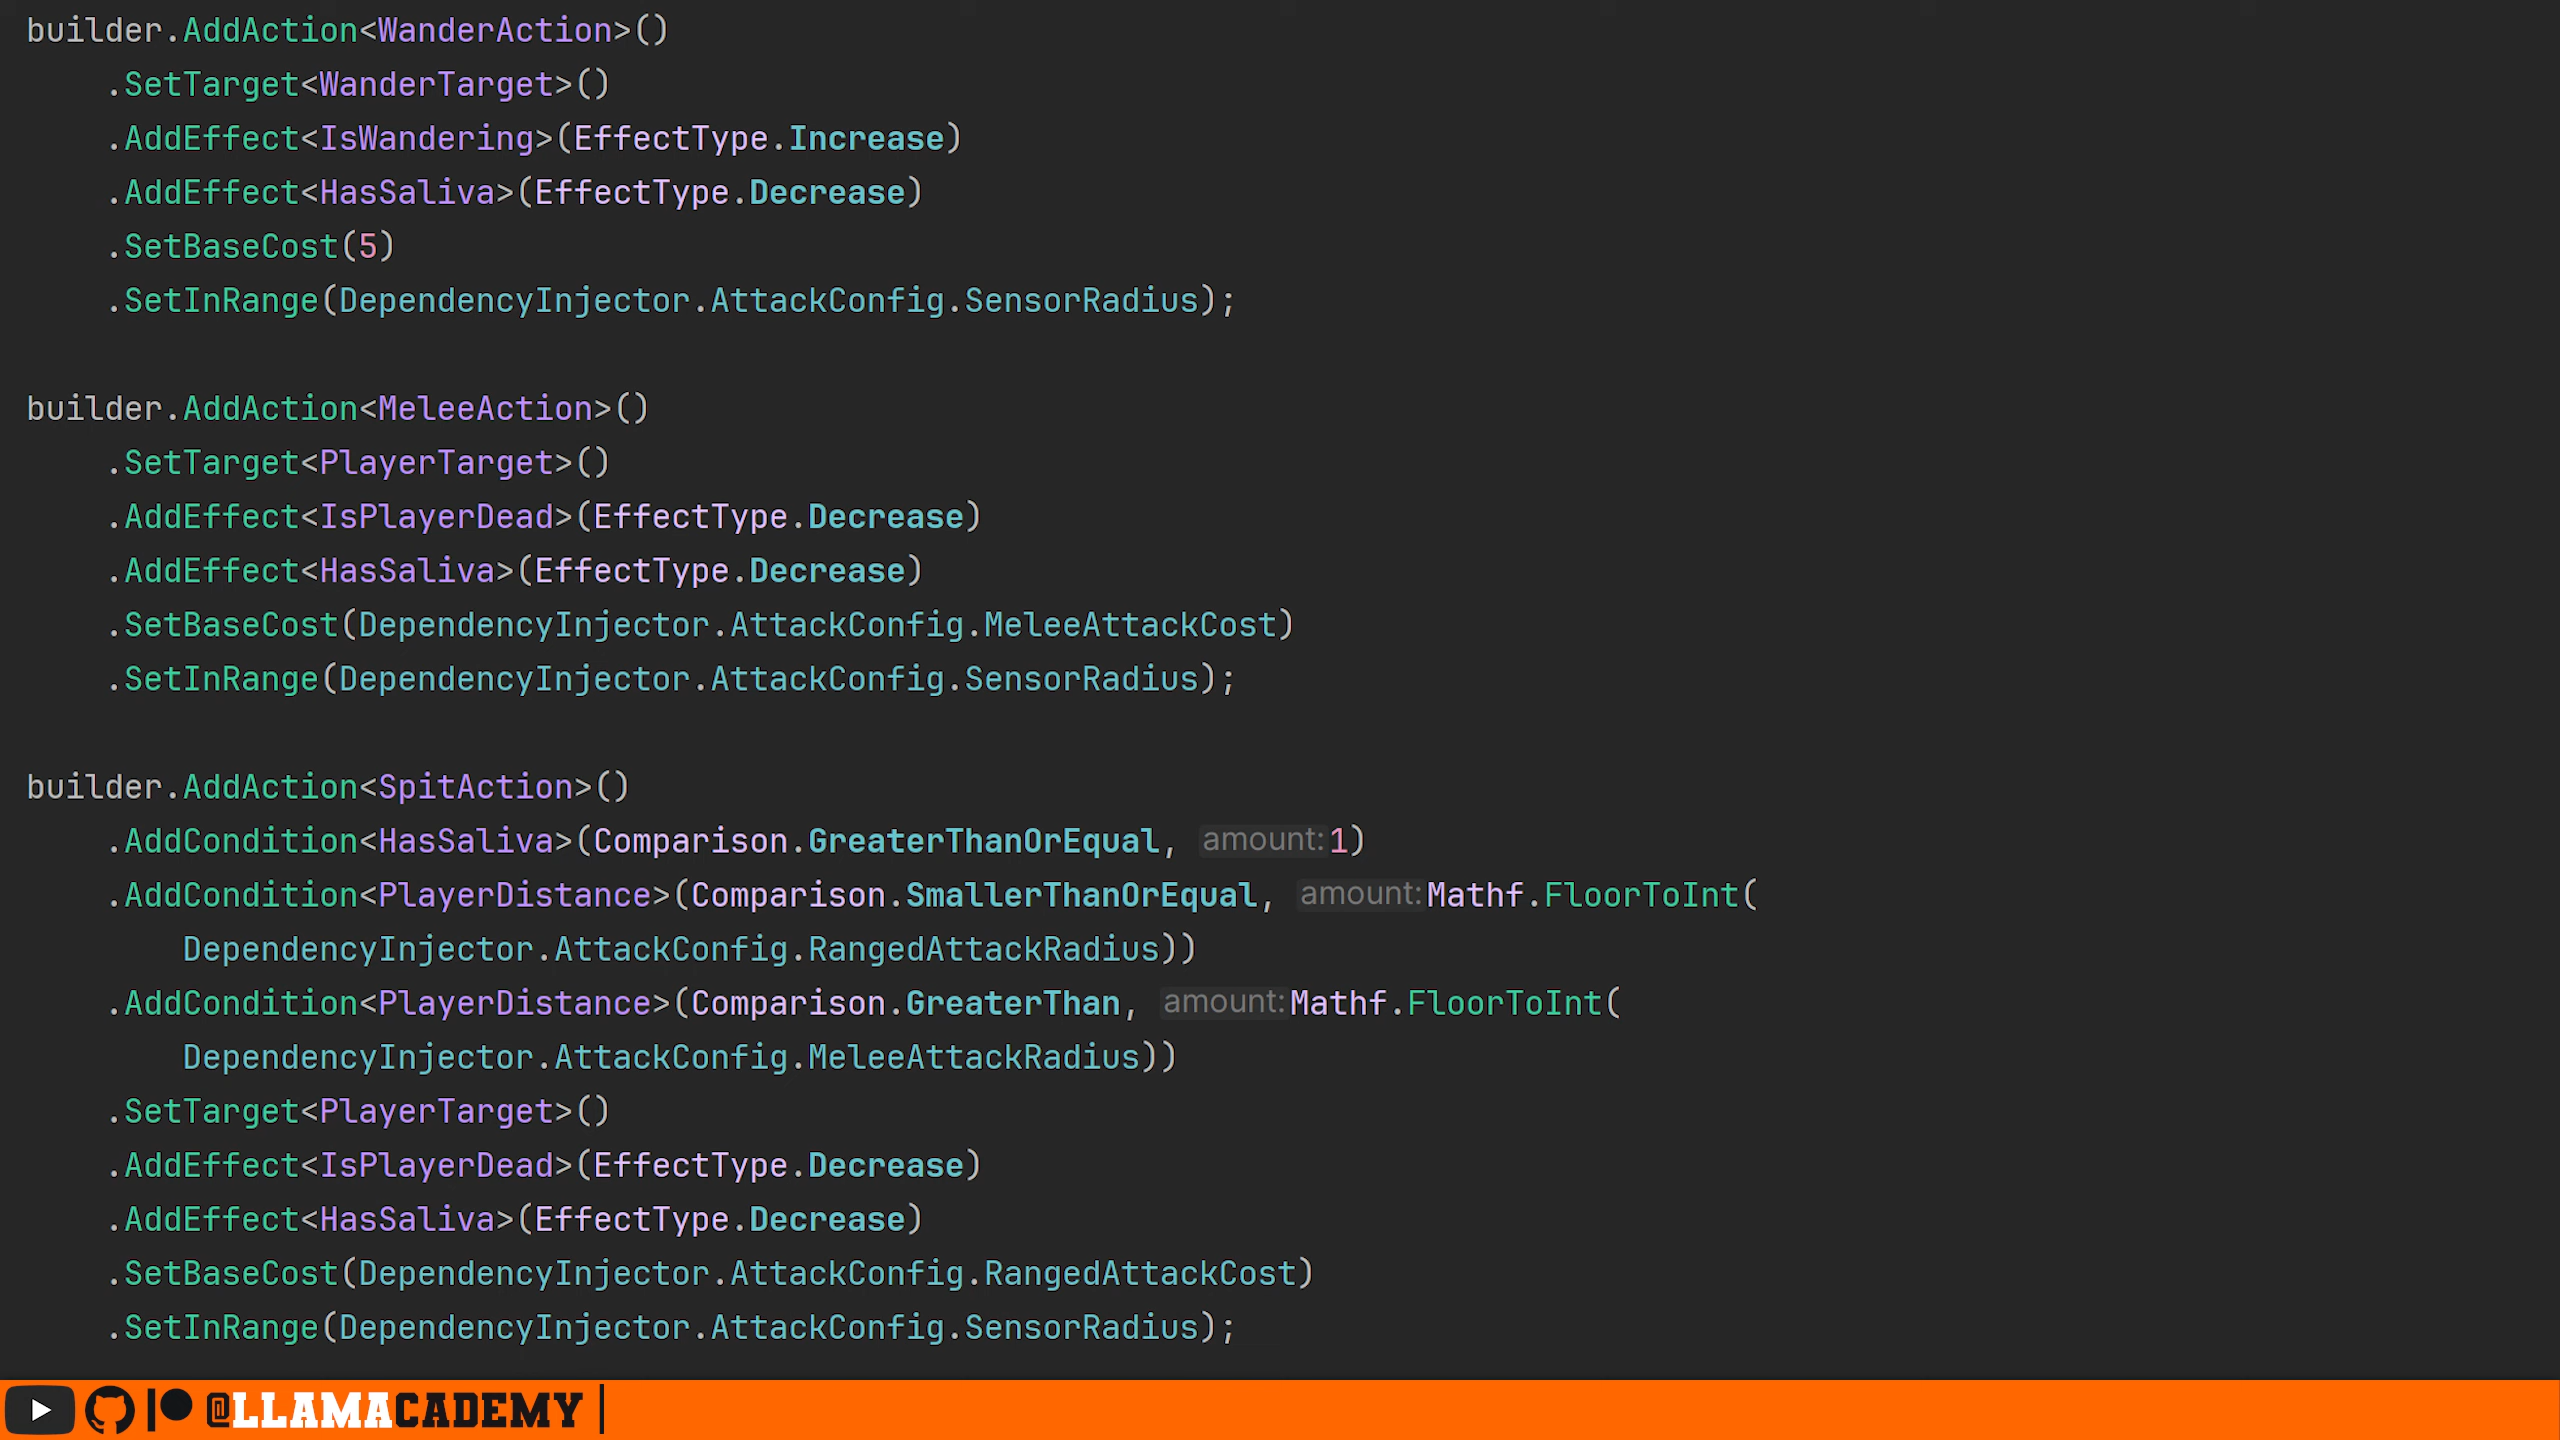 builder.AddAction<WanderAction>()
    .SetTarget<WanderTarget>()
    .AddEffect<IsWandering>(EffectType.Increase)
    .AddEffect<HasSaliva>(EffectType.Decrease)
    .SetBaseCost(5)
    .SetInRange(DependencyInjector.AttackConfig.SensorRadius);
builder.AddAction<MeleeAction>()
    .SetTarget<PlayerTarget>()
    .AddEffect<IsPlayerDead>(EffectType.Decrease)
    .AddEffect<HasSaliva>(EffectType.Decrease)
    .SetBaseCost(DependencyInjector.AttackConfig.MeleeAttackCost)
    .SetInRange(DependencyInjector.AttackConfig.SensorRadius);
builder.AddAction<SpitAction>()
    .AddCondition<HasSaliva>(Comparison.GreaterThanOrEqual, amount:1)
    .AddCondition<PlayerDistance>(Comparison.SmallerThanOrEqual, amount:Mathf.FloorToInt(
        DependencyInjector.AttackConfig.RangedAttackRadius))
    .AddCondition<PlayerDistance>(Comparison.GreaterThan, amount:Mathf.FloorToInt(
        DependencyInjector.AttackConfig.MeleeAttackRadius))
    .SetTarget<PlayerTarget>()
    .AddEffect<IsPlayerDead>(EffectType.Decrease)
    .AddEffect<HasSaliva>(EffectType.Decrease)
    .SetBaseCost(DependencyInjector.AttackConfig.RangedAttackCost)
    .SetInRange(DependencyInjector.AttackConfig.SensorRadius);
@LLAMACADEMY |